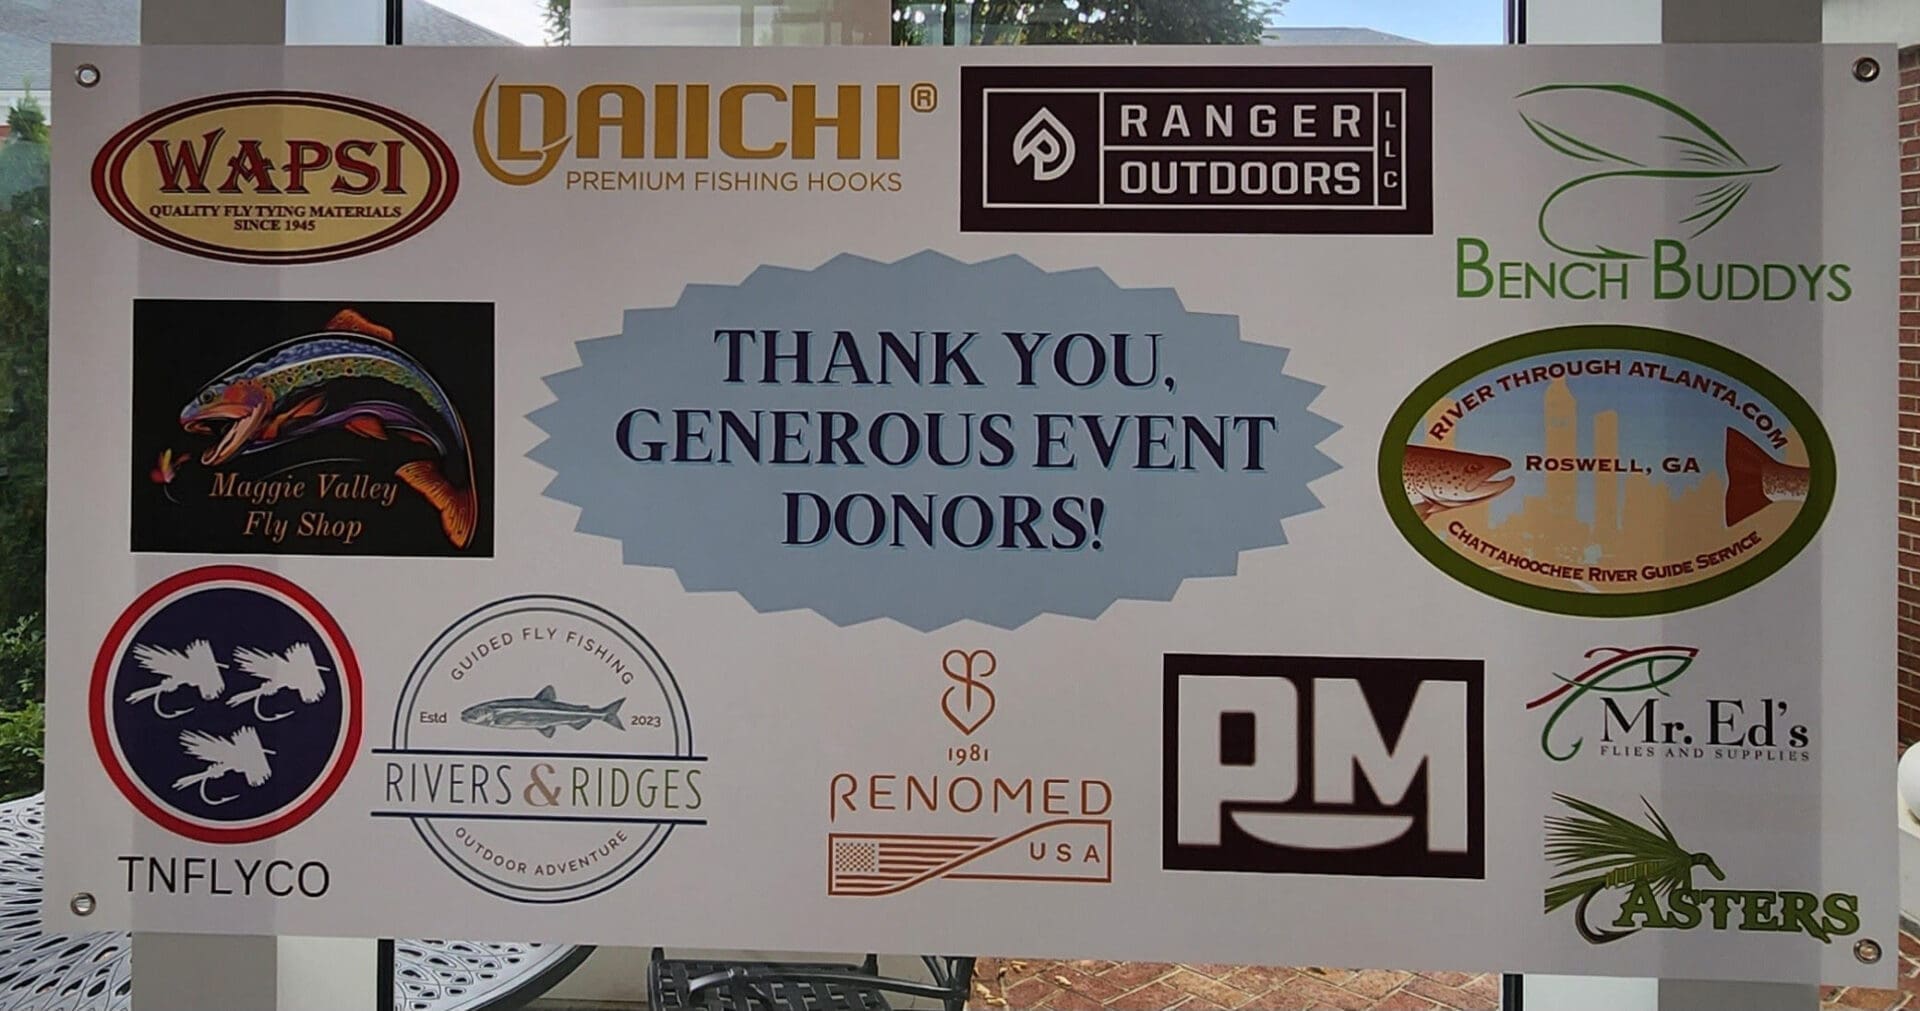 WAPSI
QUALITY FLY TYING MATERIALS
SINCE 1945
DAIICHI®
PREMIUM FISHING HOOKS
RANGER
OUTDOORS
LLC
BENCH BUDDYS
Maggie Valley
Fly Shop
THANK YOU,
GENEROUS EVENT
DONORS!
RIVER THROUGH ATLANTA.COM
ROSWELL, GA
CHATTAHOOCHEE RIVER GUIDE SERVICE
TNFLYCO
GUIDED FLY FISHING
Estd 2023
RIVERS & RIDGES
OUTDOOR ADVENTURE
1981
RENOMED
USA
PM
Mr. Ed's
FLIES AND SUPPLIES
CASTERS